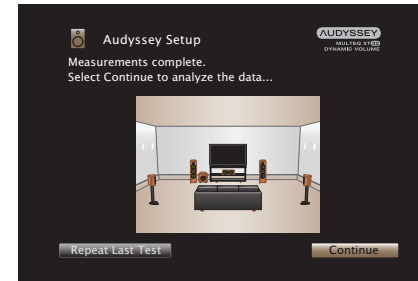 Audyssey Setup
AUDYSSEY
MULTEQ XT32
DYNAMIC VOLUME
Measurements complete.
Select Continue to analyze the data...
Repeat Last Test
Continue